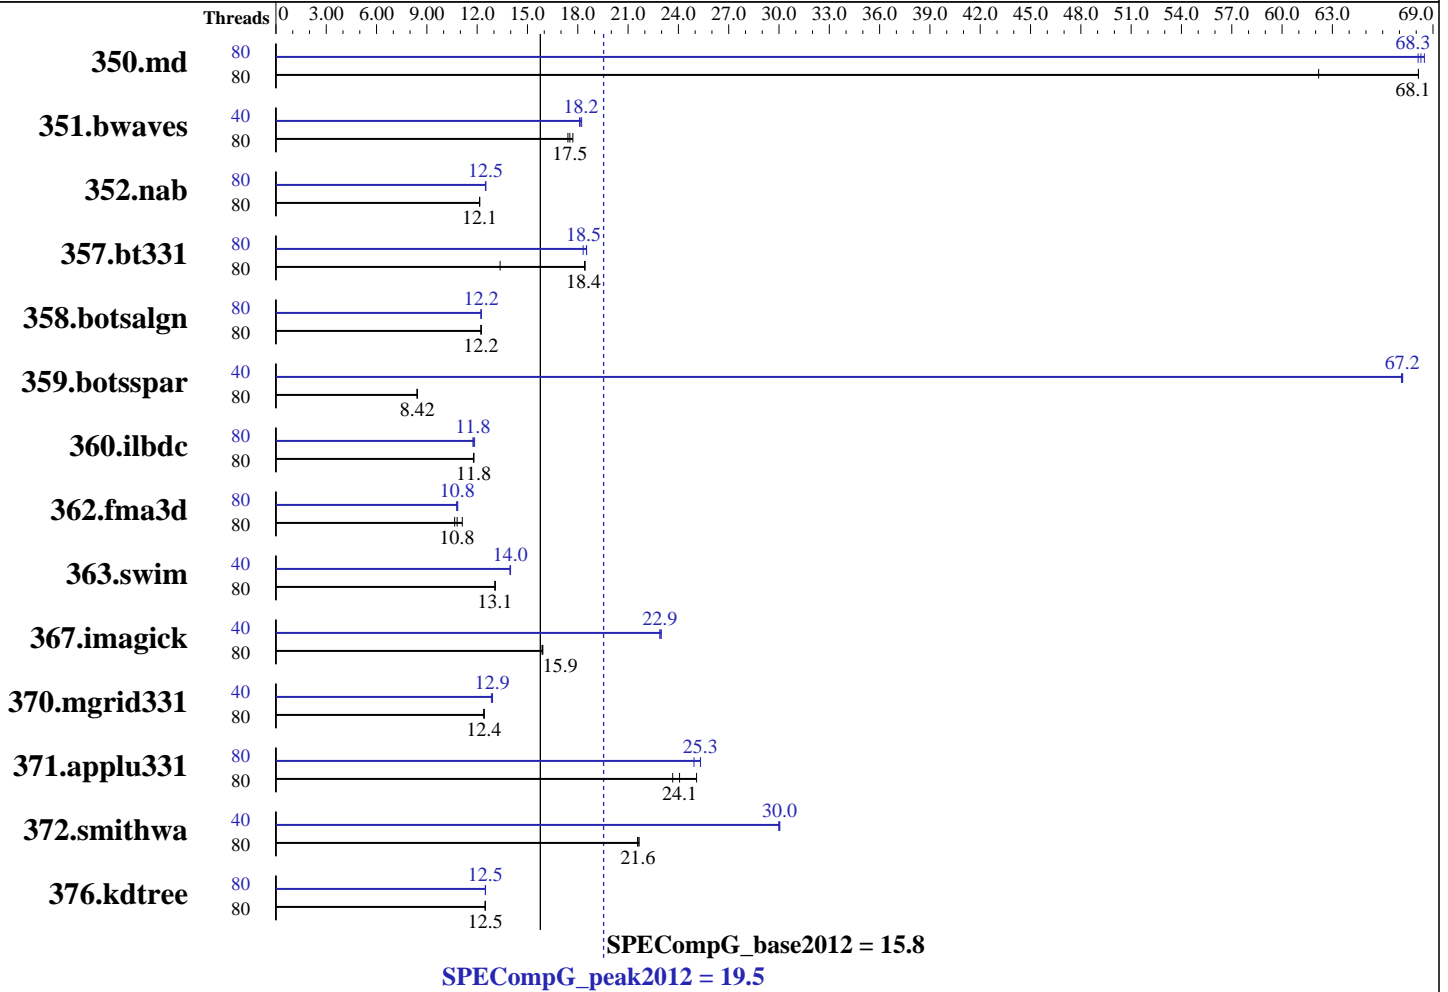 Threads 0 3.00 6.00 9.00 12.0 15.0 18.0 21.0 24.0 27.0 30.0 33.0 36.0 39.0 42.0 45.0 48.0 51.0 54.0 57.0 60.0 63.0 69.0
350.md 80 68.3
80 68.1
351.bwaves 40 18.2
80 17.5
352.nab 80 12.5
80 12.1
357.bt331 80 18.5
80 18.4
358.botsalgn 80 12.2
80 12.2
359.botsspar 40 67.2
80 8.42
360.ilbdc 80 11.8
80 11.8
362.fma3d 80 10.8
80 10.8
363.swim 40 14.0
80 13.1
367.imagick 40 22.9
80 15.9
370.mgrid331 40 12.9
80 12.4
371.applu331 80 25.3
80 24.1
372.smithwa 40 30.0
80 21.6
376.kdtree 80 12.5
80 12.5
SPECompG_base2012 = 15.8
SPECompG_peak2012 = 19.5